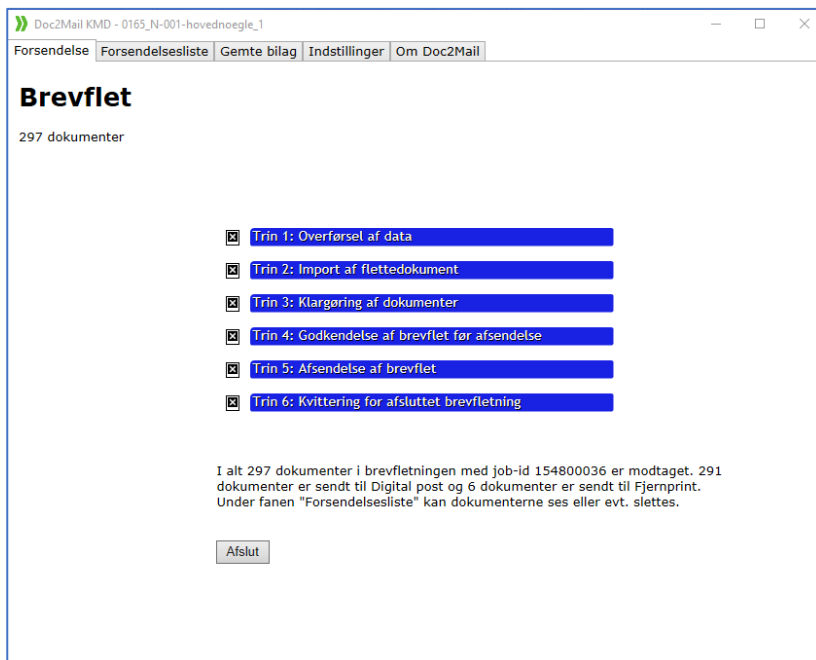 Doc2Mail KMD - 0165_N-001-hovednoegle_1
Forsendelse Forsendelsesliste Gemte bilag Indstillinger Om Doc2Mail
Brevflet
297 dokumenter
Trin 1: Overførsel af data
Trin 2: Import af flettedokument
Trin 3: Klargøring af dokumenter
Trin 4: Godkendelse af brevflet før afsendelse
Trin 5: Afsendelse af brevflet
Trin 6: Kvittering for afsluttet brevfletning
I alt 297 dokumenter i brevfletningen med job-id 154800036 er modtaget. 291
dokumenter er sendt til Digital post og 6 dokumenter er sendt til Fjernprint.
Under fanen "Forsendelsesliste" kan dokumenterne ses eller evt. slettes.
Afslut